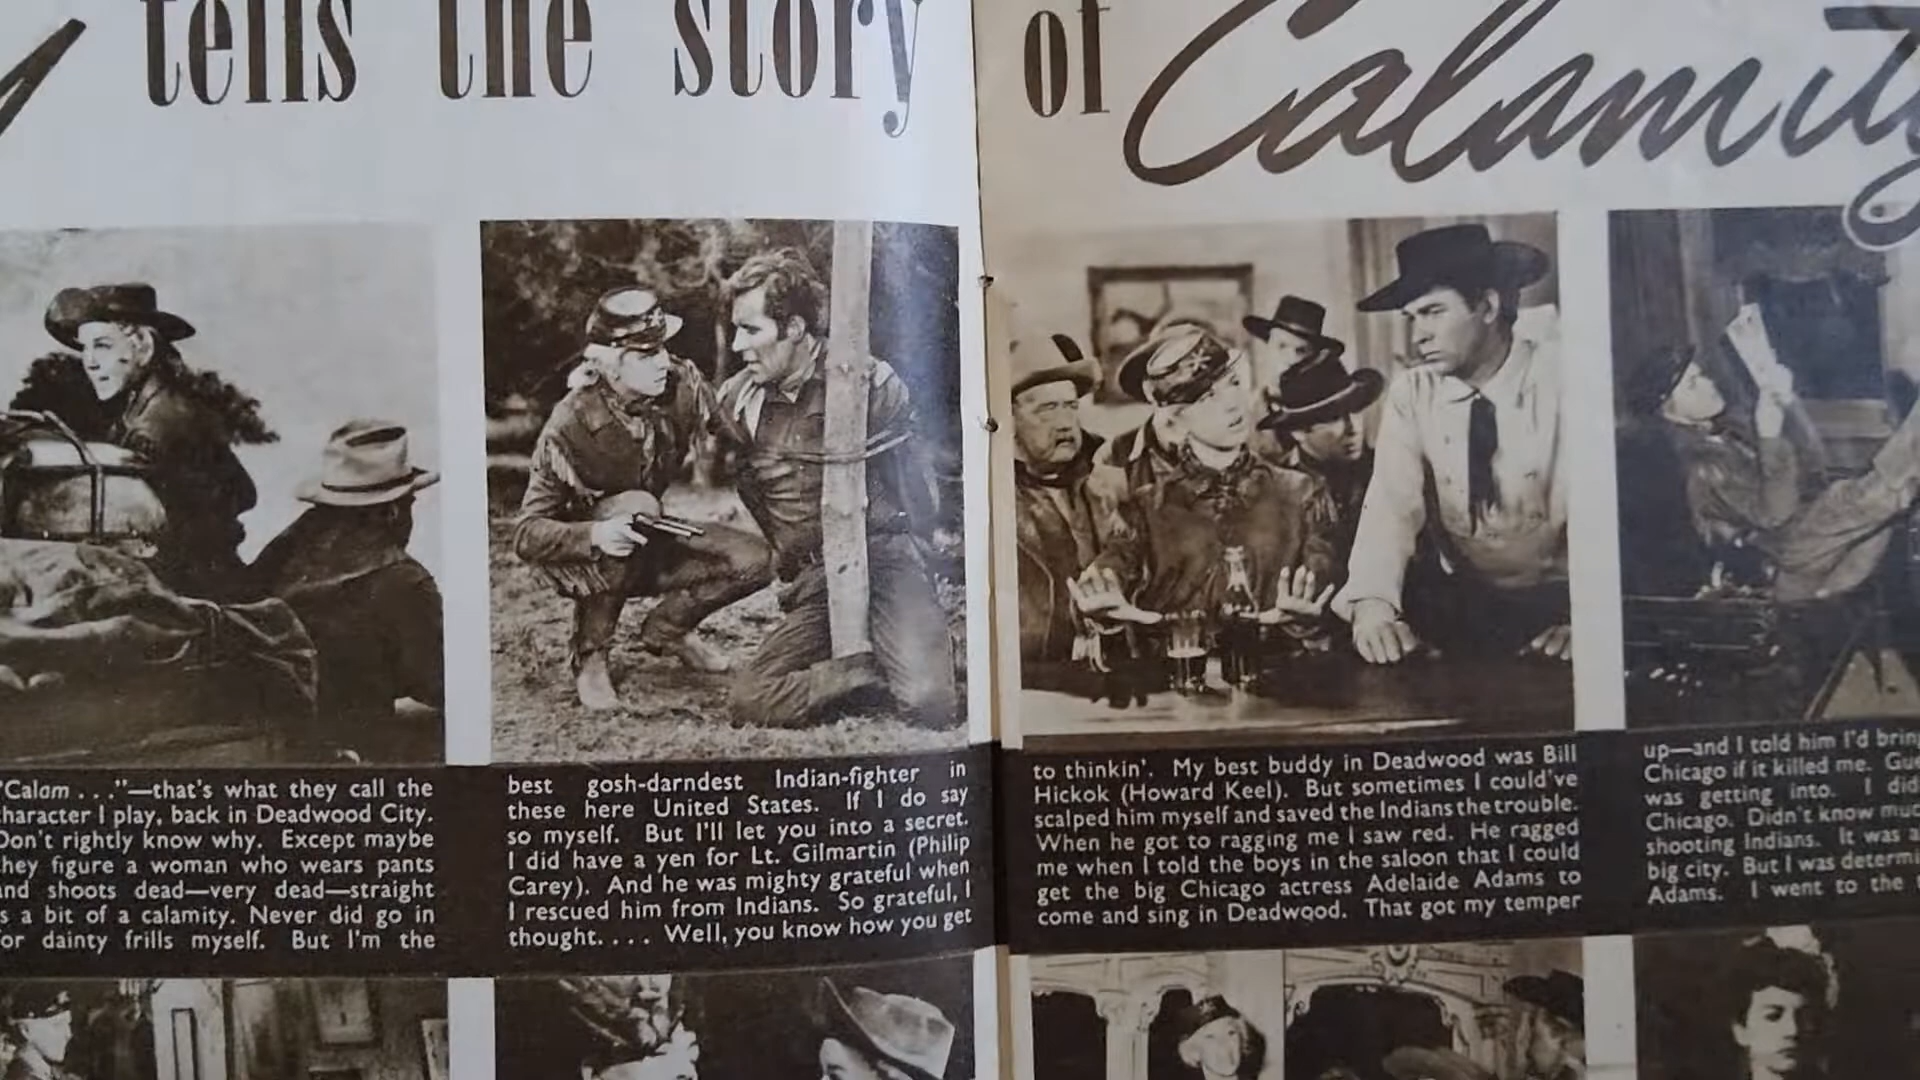 tells the story of Calamity
"Calam . . ."—that's what they call the
character I play, back in Deadwood City.
Don't rightly know why. Except maybe
they figure a woman who wears pants
and shoots dead—very dead—straight
s a bit of a calamity. Never did go in
for dainty frills myself. But I'm the
best gosh-darndest Indian-fighter in
these here United States. If I do say
so myself. But I'll let you into a secret.
I did have a yen for Lt. Gilmartin (Philip
Carey). And he was mighty grateful when
I rescued him from Indians. So grateful, I
thought. . . . Well, you know how you get
to thinkin'. My best buddy in Deadwood was Bill
Hickok (Howard Keel). But sometimes I could've
scalped him myself and saved the Indians the trouble.
When he got to ragging me I saw red. He ragged
me when I told the boys in the saloon that I could
get the big Chicago actress Adelaide Adams to
come and sing in Deadwood. That got my temper
up—and I told him I'd bring
Chicago if it killed me.
was getting into. I did
Chicago. Didn't know muc
shooting Indians. It was a
big city. But I was determi
Adams. I went to the